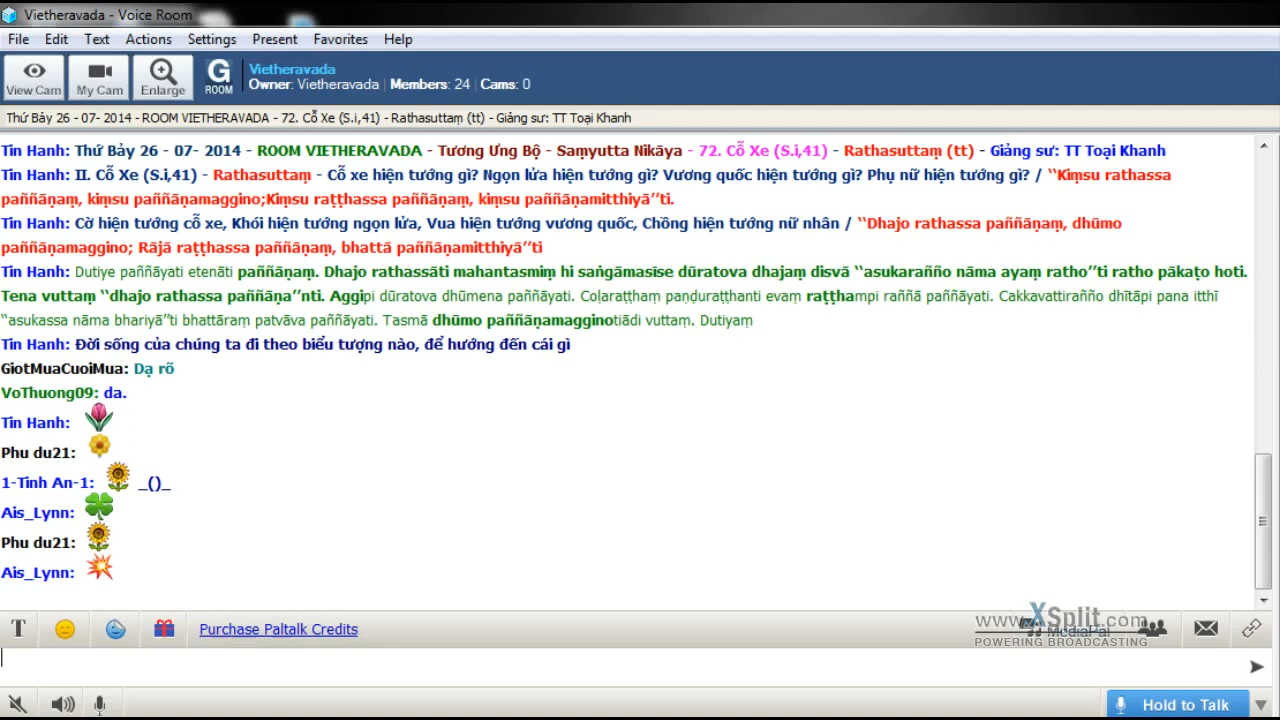 Vietheravada - Voice Room
File Edit Text Actions Settings Present Favorites Help
View Cam My Cam Enlarge G ROOM
Vietheravada
Owner: Vietheravada | Members: 24 | Cams: 0
Thứ Bảy 26 - 07- 2014 - ROOM VIETHERAVADA - 72. Cỗ Xe (S.i,41) - Rathasuttaṃ (tt) - Giảng sư: TT Toại Khanh
Tin Hanh: Thứ Bảy 26 - 07- 2014 - ROOM VIETHERAVADA - Tương Ưng Bộ - Saṃyutta Nikāya - 72. Cỗ Xe (S.i,41) - Rathasuttaṃ (tt) - Giảng sư: TT Toại Khanh
Tin Hanh: II. Cỗ Xe (S.i,41) - Rathasuttaṃ - Cỗ xe hiện tướng gì? Ngọn lửa hiện tướng gì? Vương quốc hiện tướng gì? Phụ nữ hiện tướng gì? / ‘‘Kiṃsu rathassa
paññāṇaṃ, kiṃsu paññāṇamaggino;Kiṃsu raṭṭhassa paññāṇaṃ, kiṃsu paññāṇamitthiyā’’ti.
Tin Hanh: Cờ hiện tướng cỗ xe, Khói hiện tướng ngọn lửa, Vua hiện tướng vương quốc, Chồng hiện tướng nữ nhân / ‘‘Dhajo rathassa paññāṇaṃ, dhūmo
paññāṇamaggino; Rājā raṭṭhassa paññāṇaṃ, bhattā paññāṇamitthiyā’’ti
Tin Hanh: Dutiye paññāyati etenāti paññāṇaṃ. Dhajo rathassāti mahantasmiṃ hi saṅgāmasīse dūratova dhajaṃ disvā ‘‘asukarañño nāma ayaṃ ratho’’ti ratho pākaṭo hoti.
Tena vuttaṃ ‘‘dhajo rathassa paññāṇa’’nti. Aggipi dūratova dhūmena paññāyati. Coḷaraṭṭhaṃ paṇḍuraṭṭhanti evaṃ raṭṭhampi raññā paññāyati. Cakkavattirañño dhītāpi pana itthī
‘‘asukassa nāma bhariyā’’ti bhattāraṃ patvāva paññāyati. Tasmā dhūmo paññāṇamagginotiādi vuttaṃ. Dutiyaṃ
Tin Hanh: Đời sống của chúng ta đi theo biểu tượng nào, để hướng đến cái gì
GiotMuaCuoiMua: Dạ rõ
VoThuong09: da.
Tin Hanh:
Phu du21:
1-Tinh An-1: _()_
Ais_Lynn:
Phu du21:
Ais_Lynn:
T Purchase Paltalk Credits
www.XSplit.com
MediaPal
POWERING BROADCASTING
Hold to Talk